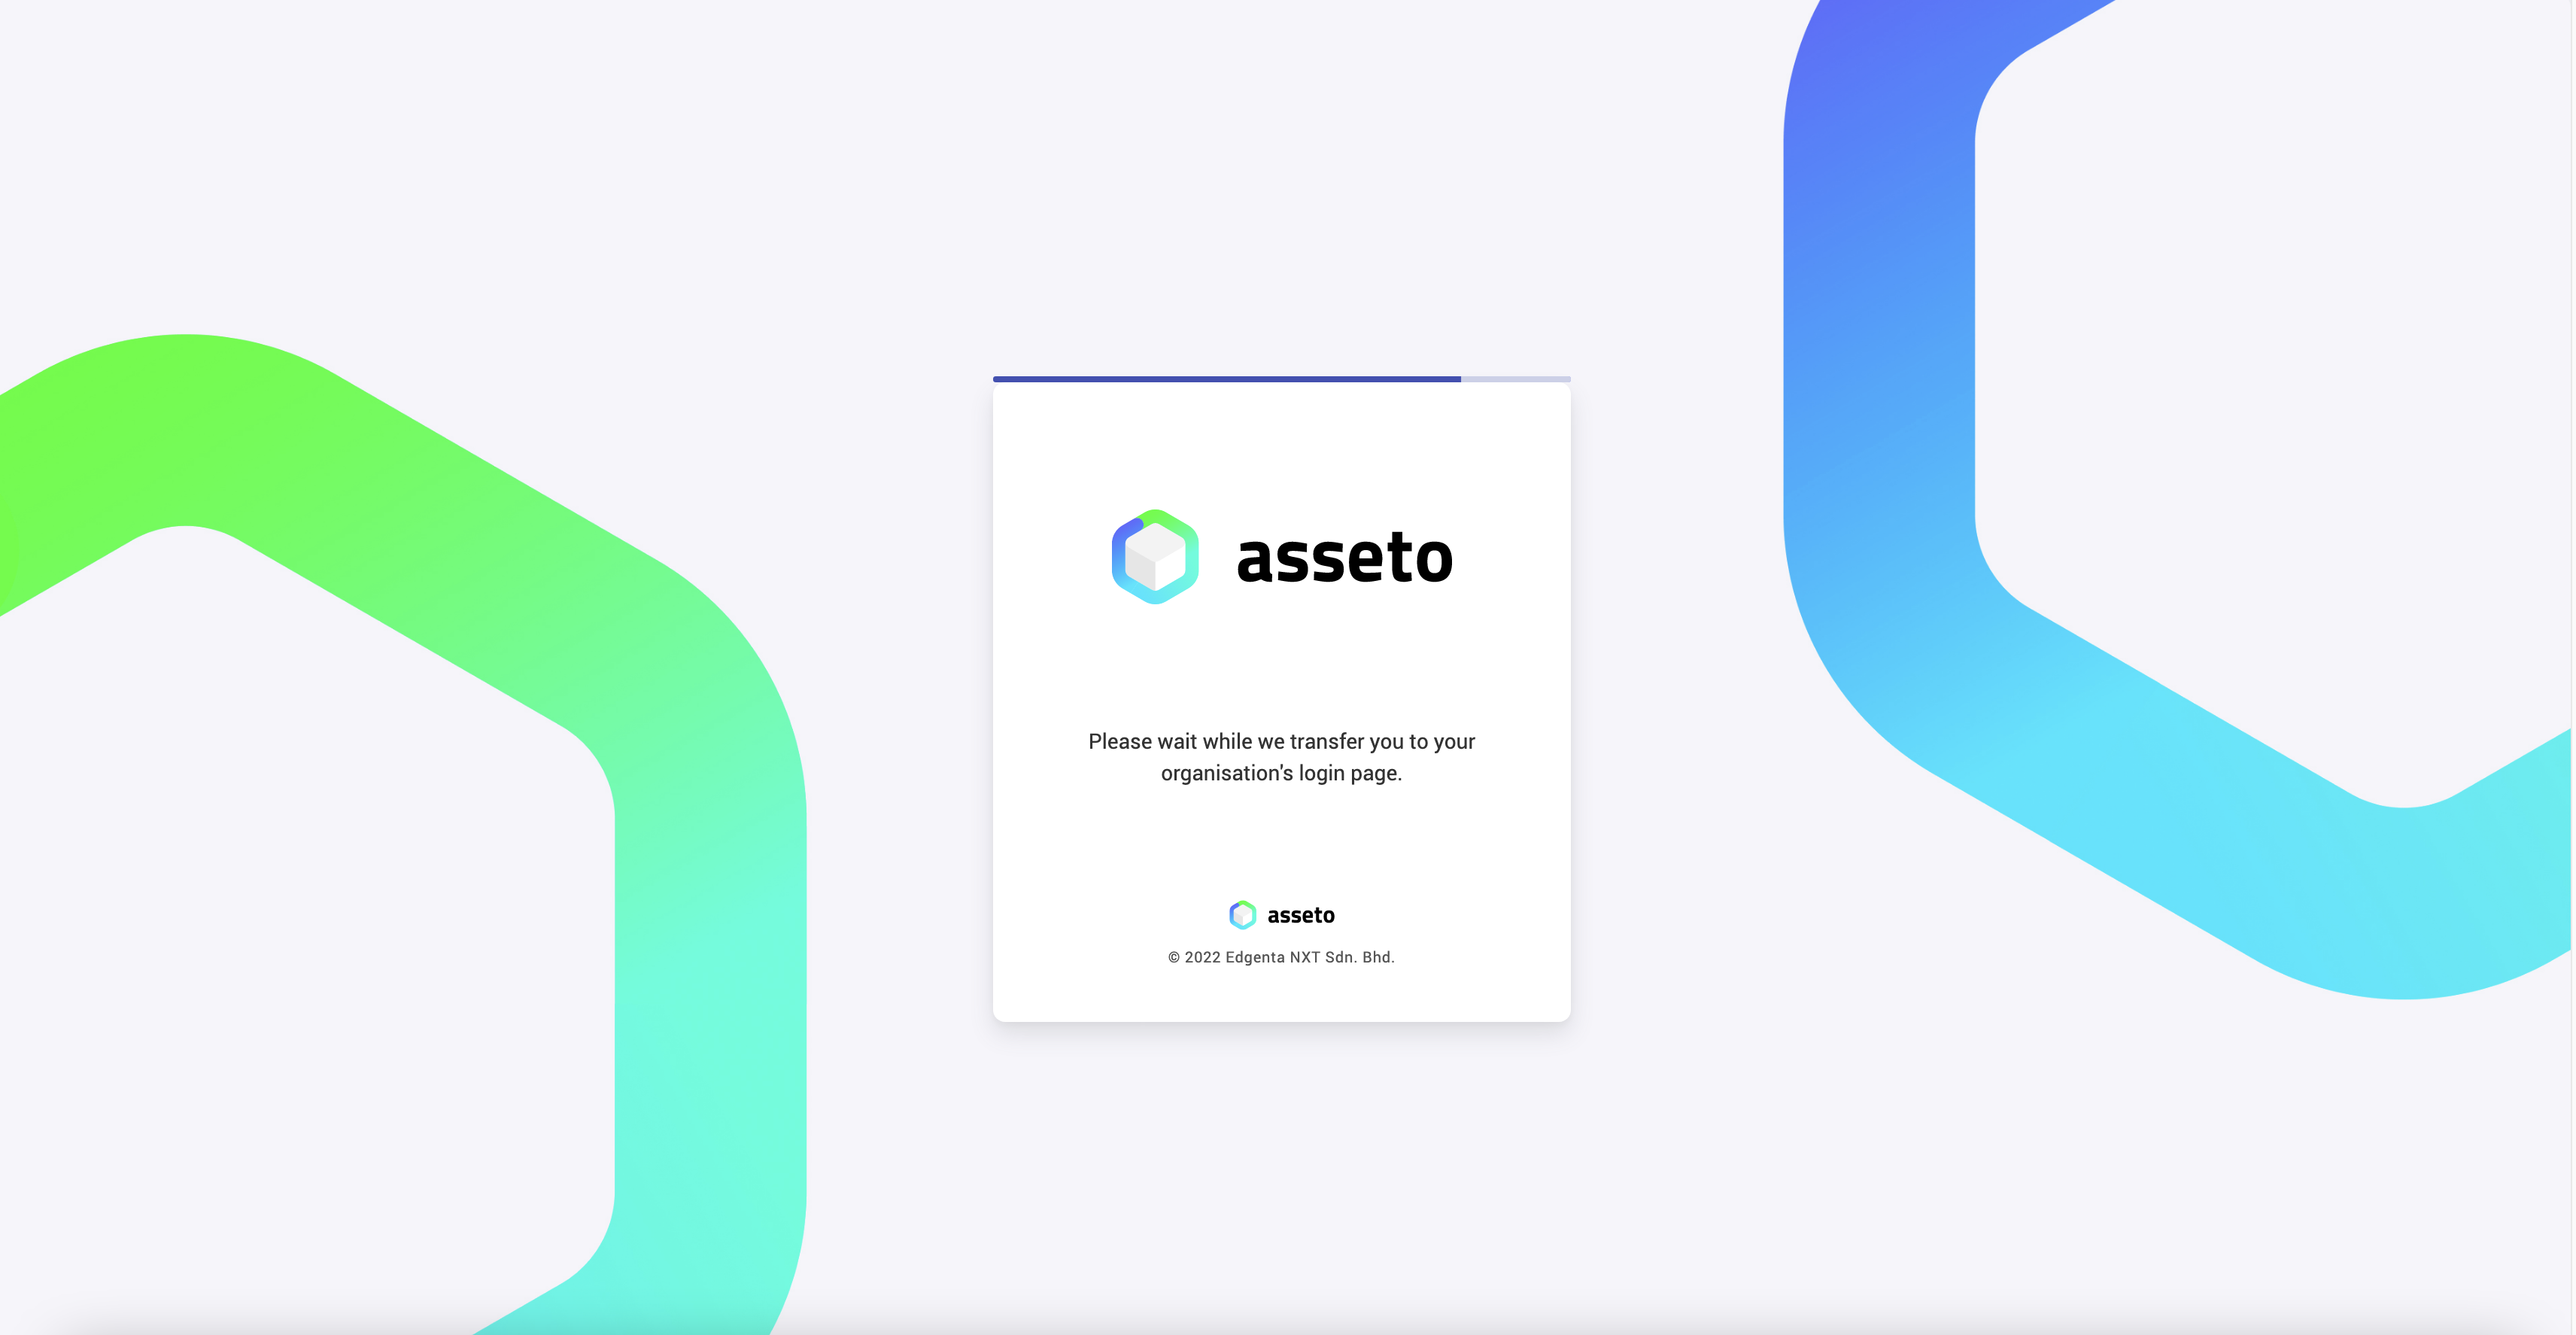 asseto
Please wait while we transfer you to your
organisation's login page.
asseto
© 2022 Edgenta NXT Sdn. Bhd.